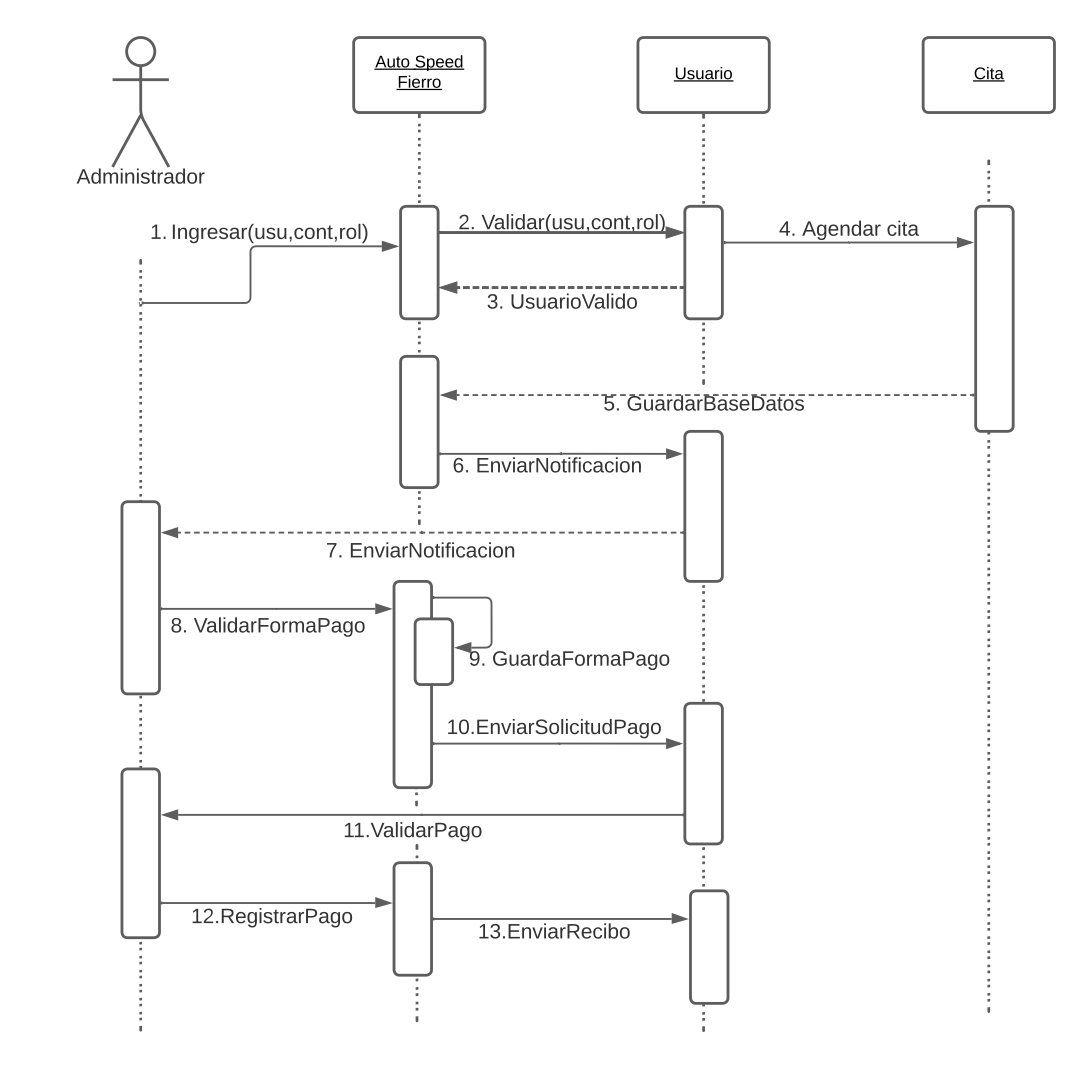 Auto Speed
Fierro
Usuario
Cita
Administrador
1. Ingresar(usu,cont,rol)
2. Validar(usu,cont,rol)
4. Agendar cita
3. UsuarioValido
5. GuardarBaseDatos
6. EnviarNotificacion
7. EnviarNotificacion
8. ValidarFormaPago
9. GuardaFormaPago
10.EnviarSolicitudPago
11.ValidarPago
12.RegistrarPago
13.EnviarRecibo